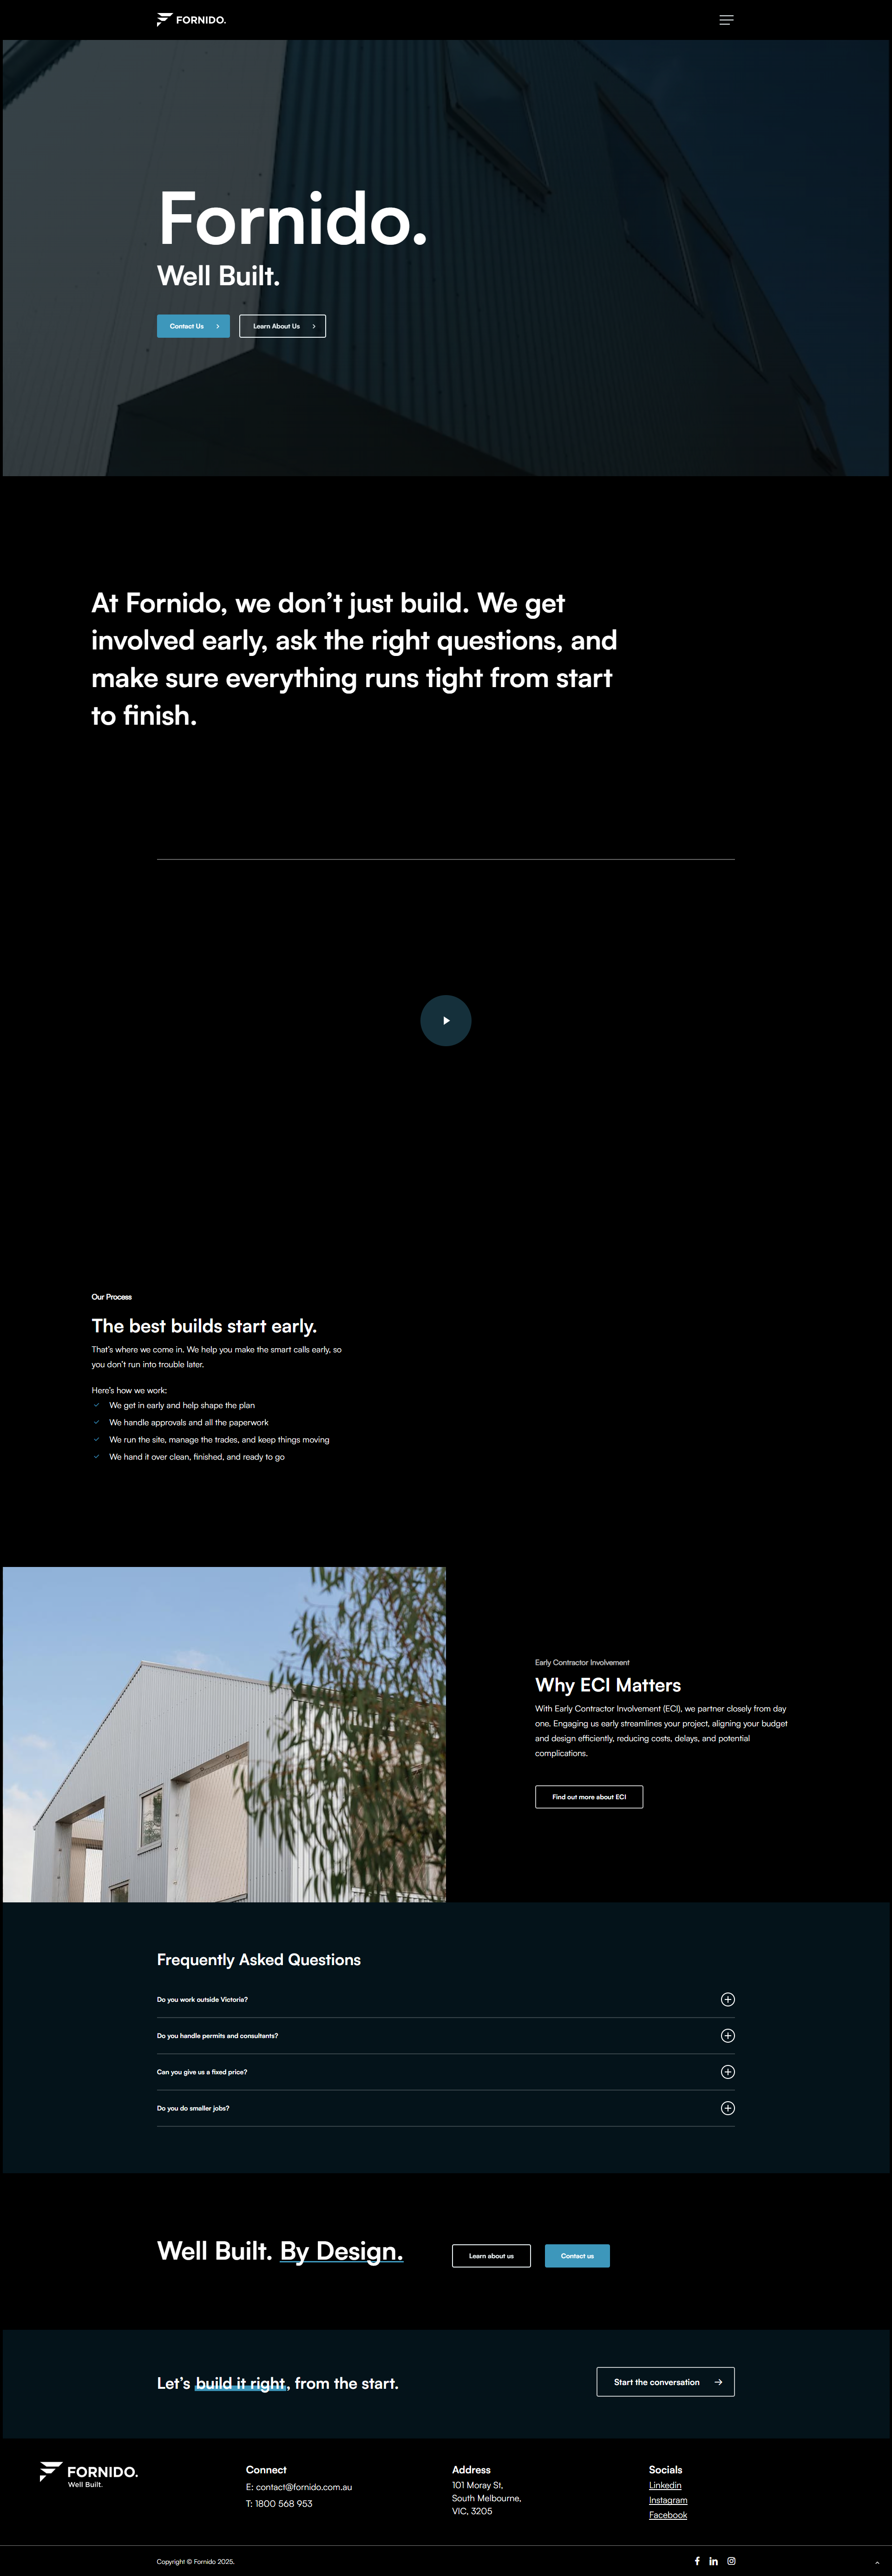 FORNIDO.
Fornido.
Well Built.
Contact Us
Learn About Us
At Fornido, we don’t just build. We get
involved early, ask the right questions, and
make sure everything runs tight from start
to finish.
Our Process
The best builds start early.
That’s where we come in. We help you make the smart calls early, so
you don’t run into trouble later.
Here’s how we work:
We get in early and help shape the plan
We handle approvals and all the paperwork
We run the site, manage the trades, and keep things moving
We hand it over clean, finished, and ready to go
Early Contractor Involvement
Why ECI Matters
With Early Contractor Involvement (ECI), we partner closely from day
one. Engaging us early streamlines your project, aligning your budget
and design efficiently, reducing costs, delays, and potential
complications.
Find out more about ECI
Frequently Asked Questions
Do you work outside Victoria?
Do you handle permits and consultants?
Can you give us a fixed price?
Do you do smaller jobs?
Well Built. By Design.
Learn about us
Contact us
Let’s build it right, from the start.
Start the conversation
FORNIDO.
Well Built.
Connect
E: contact@fornido.com.au
T: 1800 568 953
Address
101 Moray St,
South Melbourne,
VIC, 3205
Socials
Linkedin
Instagram
Facebook
Copyright © Fornido 2025.